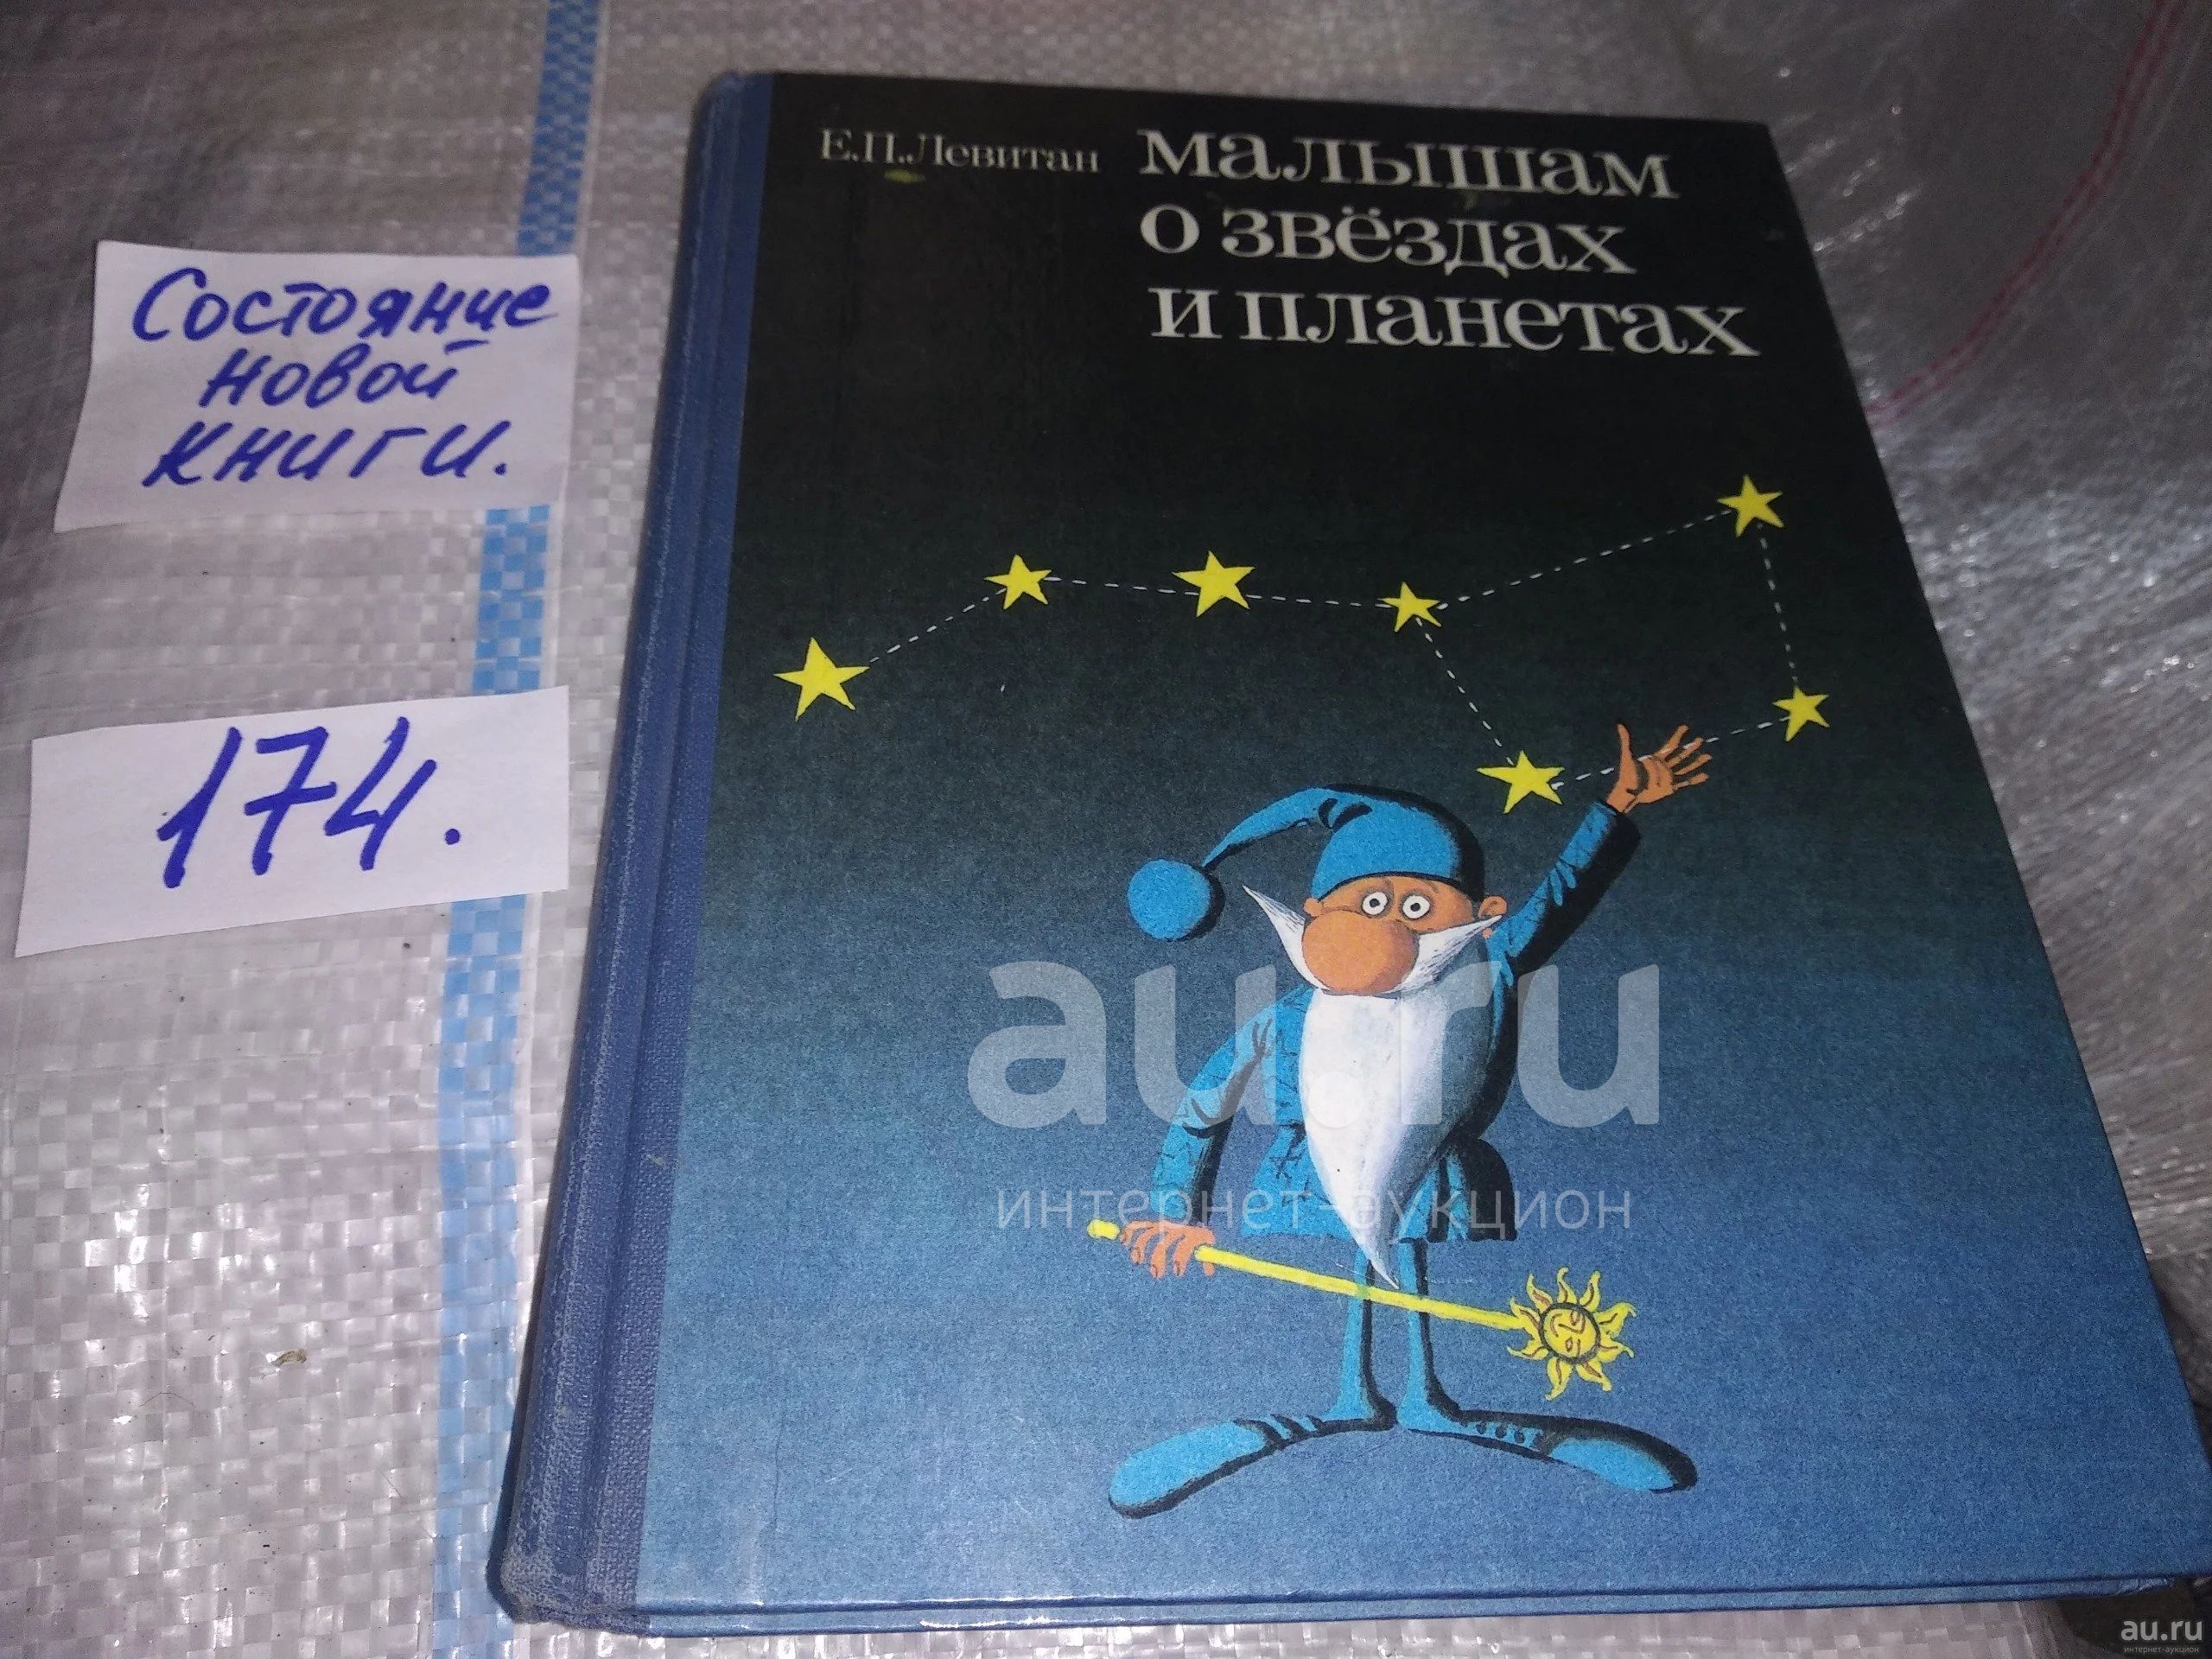 Е.П.Левитан
малышам
о звёздах
и планетах
Состояние
новой
книги.
174.
au.ru
интернет-аукцион
au.ru
интернет-аукцион